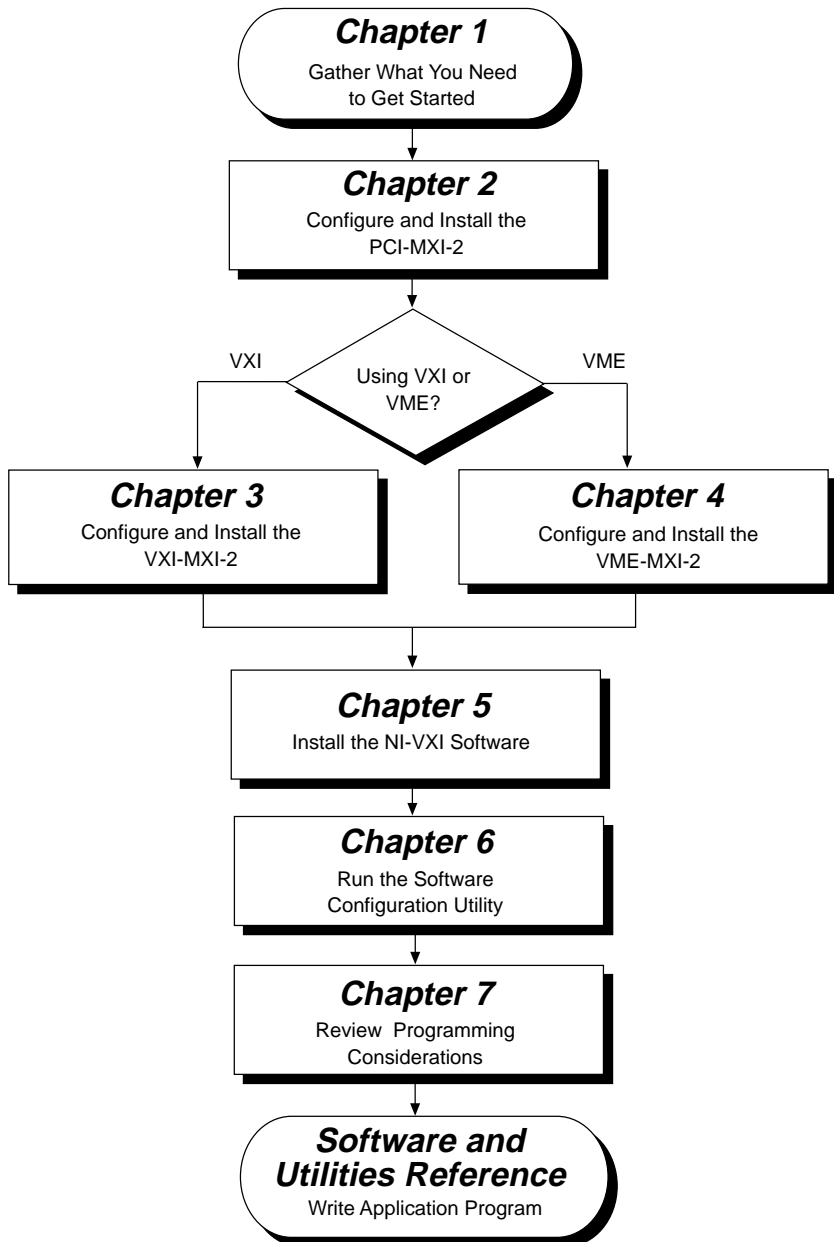 Chapter 1
Gather What You Need
to Get Started
Chapter 2
Configure and Install the
PCI-MXI-2
VXI
Using VXI or
VME?
VME
Chapter 3
Configure and Install the
VXI-MXI-2
Chapter 4
Configure and Install the
VME-MXI-2
Chapter 5
Install the NI-VXI Software
Chapter 6
Run the Software
Configuration Utility
Chapter 7
Review Programming
Considerations
Software and
Utilities Reference
Write Application Program